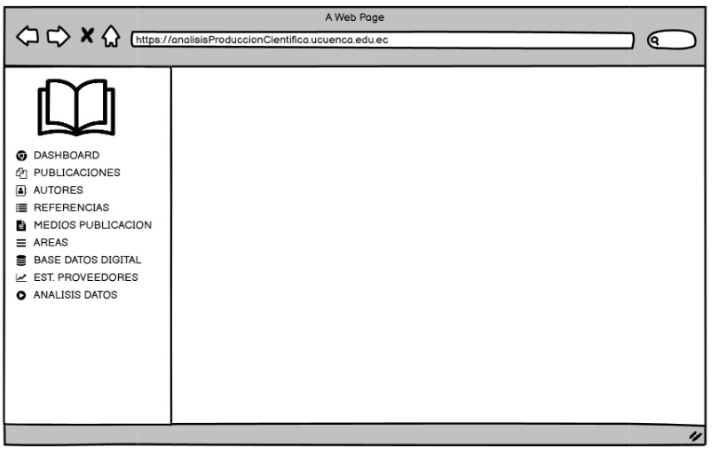 A Web Page
https://analisisProduccionCientifica.ucuenca.edu.ec
DASHBOARD
PUBLICACIONES
AUTORES
REFERENCIAS
MEDIOS PUBLICACION
AREAS
BASE DATOS DIGITAL
EST. PROVEEDORES
ANALISIS DATOS